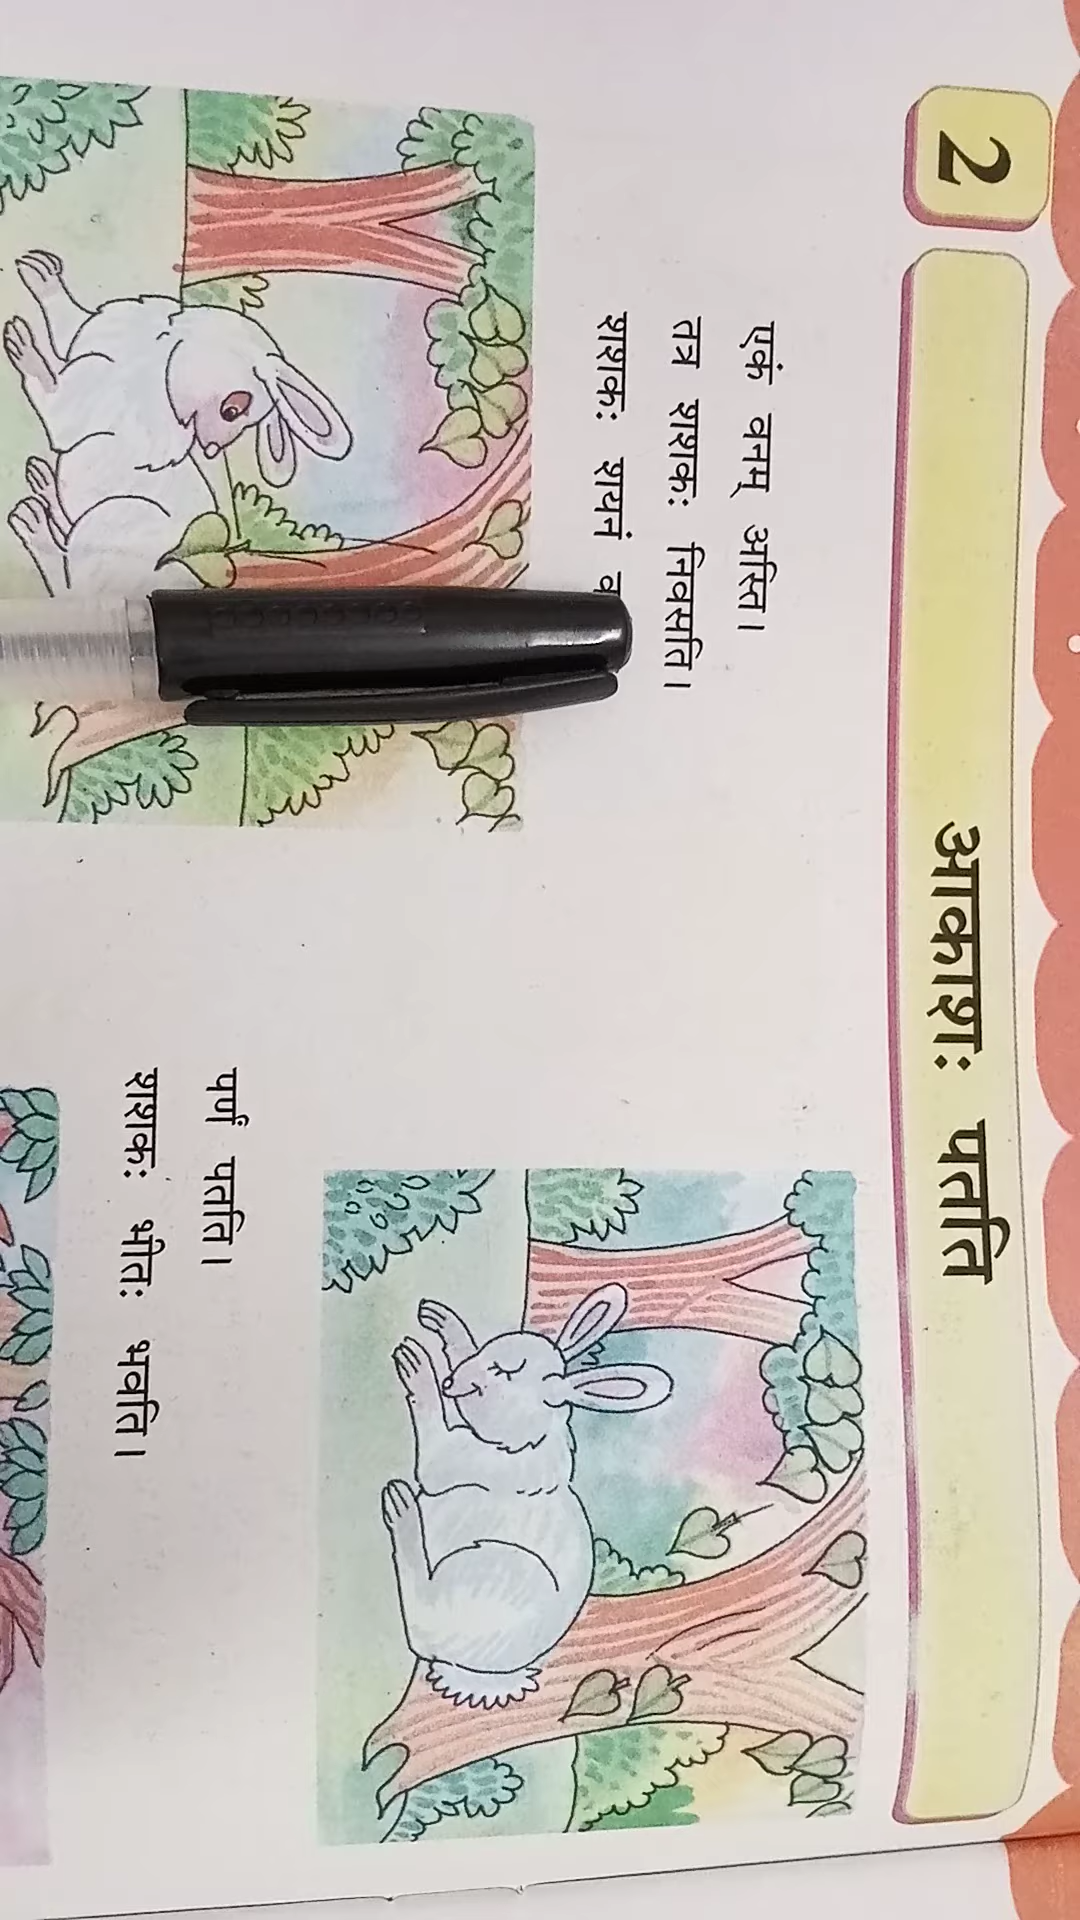 2
आकाशः पतति
एकं वनम् अस्ति।
तत्र शशकः निवसति।
शशकः शयनं
पर्णं पतति।
शशकः भीतः भवति।